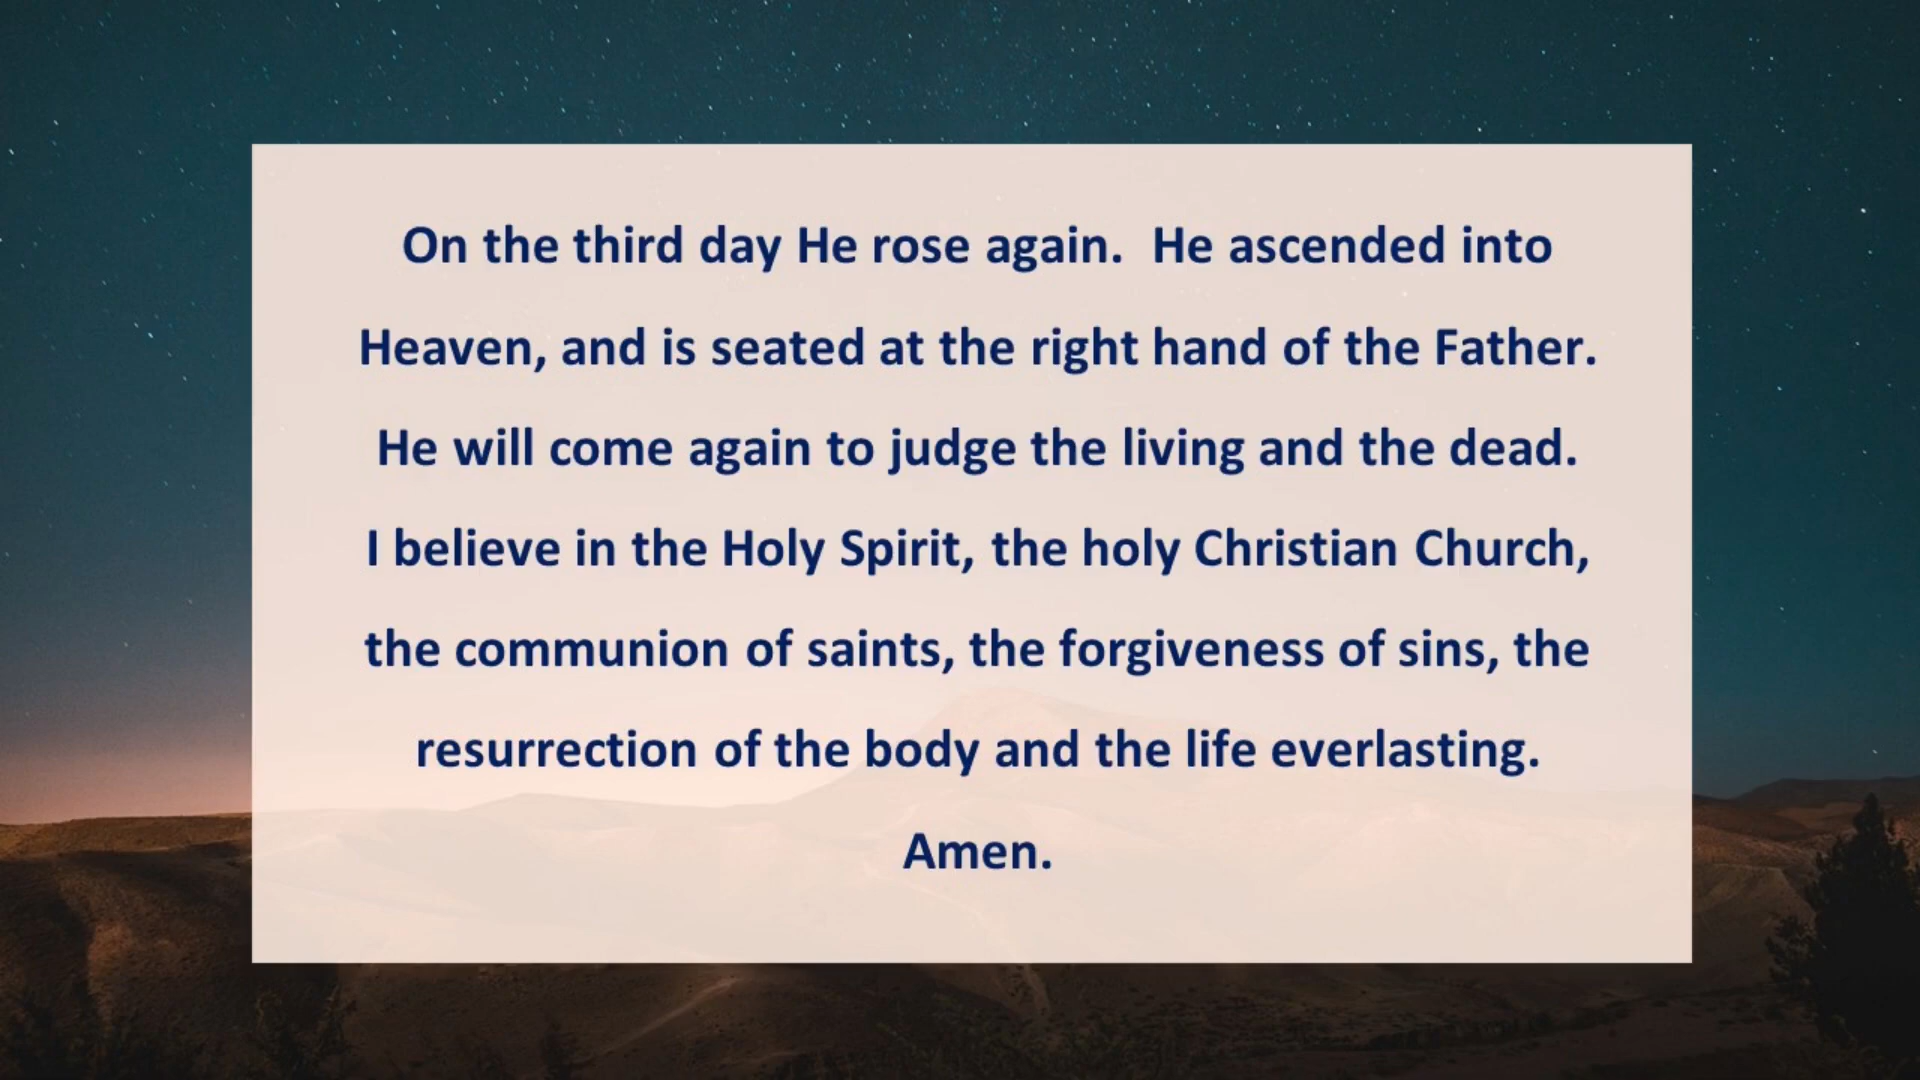 On the third day He rose again.  He ascended into
Heaven, and is seated at the right hand of the Father.
He will come again to judge the living and the dead.
I believe in the Holy Spirit, the holy Christian Church,
the communion of saints, the forgiveness of sins, the
resurrection of the body and the life everlasting.
Amen.